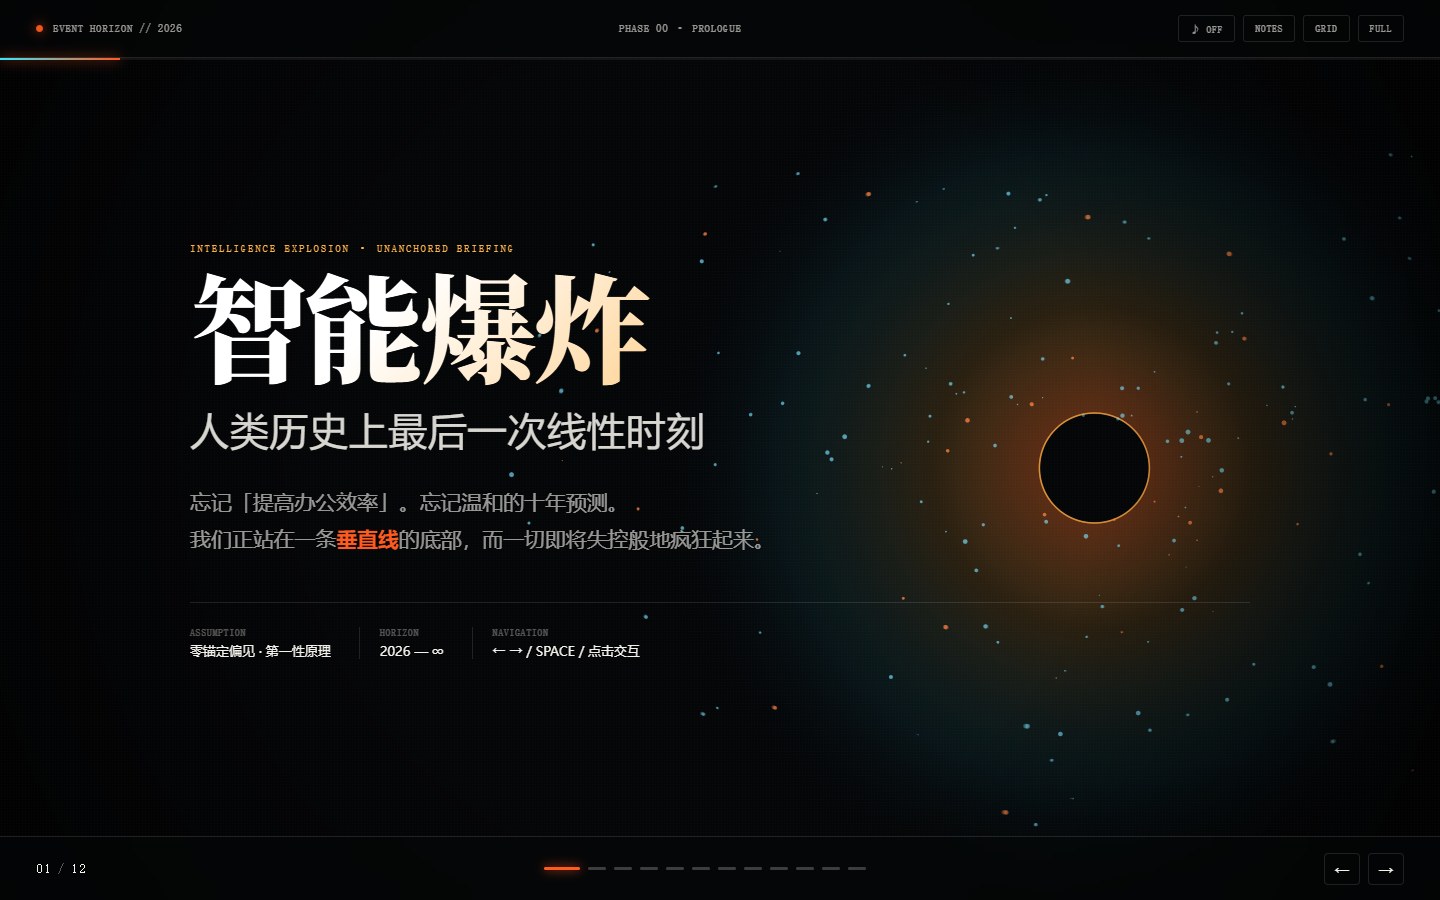 EVENT HORIZON // 2026
PHASE 00 · PROLOGUE
♪ OFF
NOTES
GRID
FULL
INTELLIGENCE EXPLOSION · UNANCHORED BRIEFING
智能爆炸
人类历史上最后一次线性时刻
忘记「提高办公效率」。忘记温和的十年预测。
我们正站在一条垂直线的底部，而一切即将失控般地疯狂起来。
ASSUMPTION
零锚定偏见 · 第一性原理
HORIZON
2026 — ∞
NAVIGATION
← → / SPACE / 点击交互
01 / 12
← →